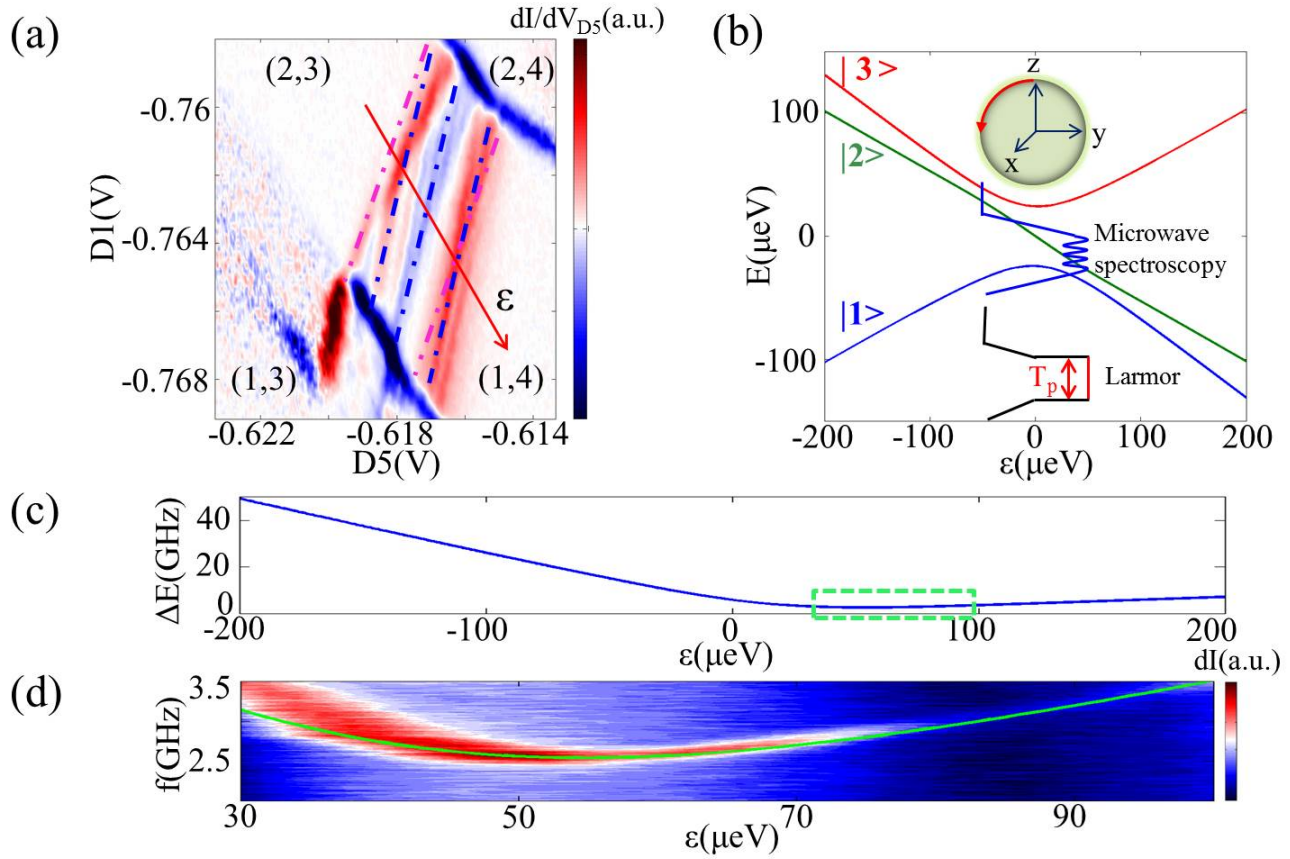 (a)
dI/dV_D5(a.u.)
(2,3)
(2,4)
-0.76
-0.764
-0.768
D1(V)
ε
(1,3)
(1,4)
-0.622
-0.618
-0.614
D5(V)
(b)
|3>
|2>
|1>
z
y
x
100
0
-100
E(μeV)
Microwave
spectroscopy
T_p
Larmor
-200
-100
0
100
200
ε(μeV)
(c)
ΔE(GHz)
40
20
0
-200
-100
0
100
200
ε(μeV)
dI(a.u.)
(d)
f(GHz)
3.5
2.5
30
50
70
90
ε(μeV)